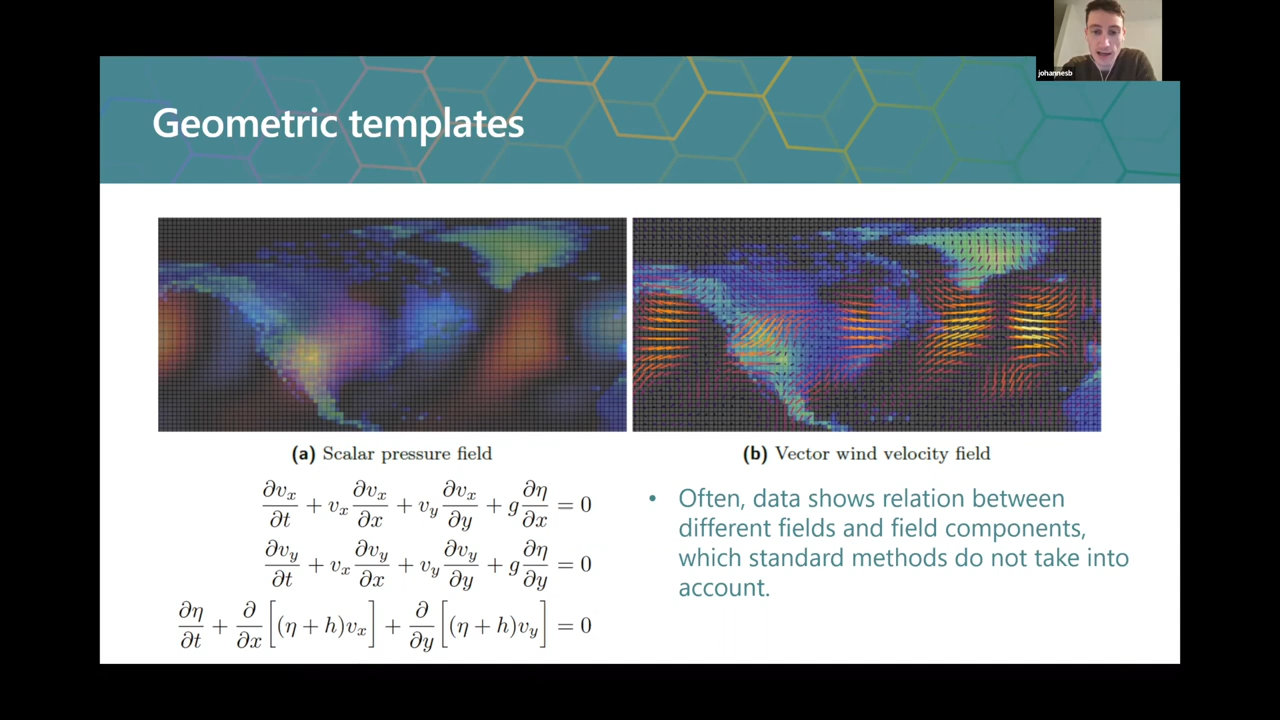 johannesb
Geometric templates
(a) Scalar pressure field
(b) Vector wind velocity field
∂vₓ/∂t + vₓ ∂vₓ/∂x + v_y ∂vₓ/∂y + g ∂η/∂x = 0
∂v_y/∂t + vₓ ∂v_y/∂x + v_y ∂v_y/∂y + g ∂η/∂y = 0
∂η/∂t + ∂/∂x [(η + h)vₓ] + ∂/∂y [(η + h)v_y] = 0
• Often, data shows relation between
different fields and field components,
which standard methods do not take into
account.